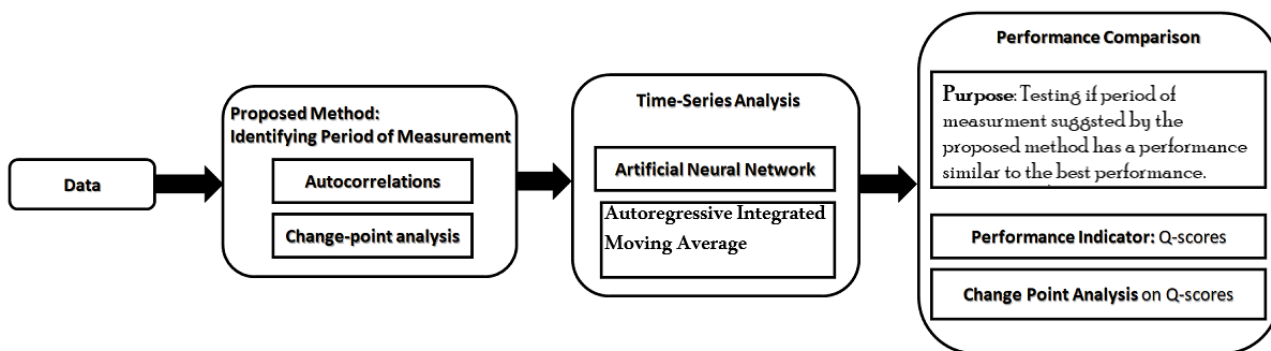 Data
Proposed Method:
Identifying Period of Measurement
Autocorrelations
Change-point analysis
Time-Series Analysis
Artificial Neural Network
Autoregressive Integrated
Moving Average
Performance Comparison
Purpose: Testing if period of
measurment suggsted by the
proposed method has a performance
similar to the best performance.
Performance Indicator: Q-scores
Change Point Analysis on Q-scores